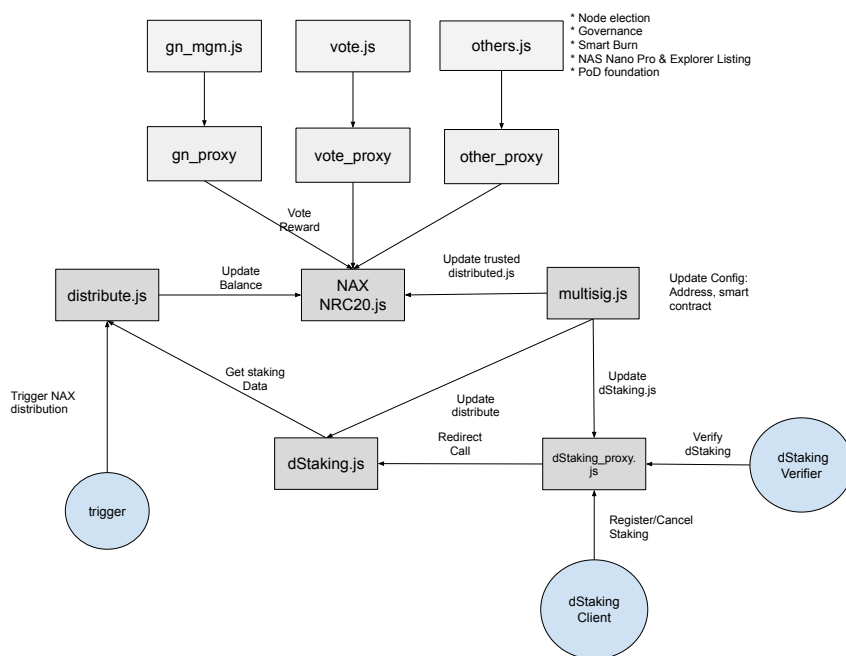 gn_mgm.js
vote.js
others.js
* Node election
* Governance
* Smart Burn
* NAS Nano Pro & Explorer Listing
* PoD foundation
gn_proxy
vote_proxy
other_proxy
Vote
Reward
distribute.js
Update
Balance
NAX
NRC20.js
Update trusted
distributed.js
multisig.js
Update Config:
Address, smart
contract
Trigger NAX
distribution
Get staking
Data
Update
distribute
Update
dStaking.js
dStaking.js
Redirect
Call
dStaking_proxy.
js
Verify
dStaking
dStaking
Verifier
trigger
Register/Cancel
Staking
dStaking
Client